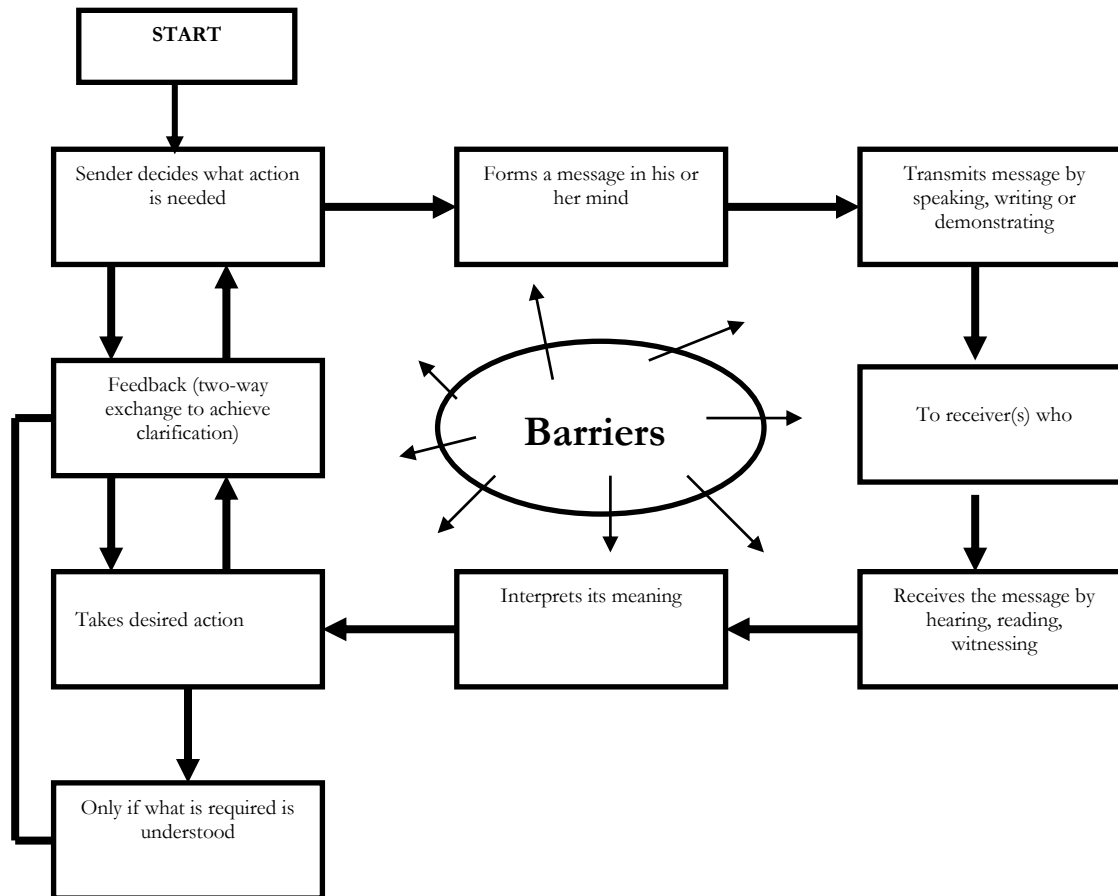 START
Sender decides what action
is needed
Forms a message in his or
her mind
Transmits message by
speaking, writing or
demonstrating
Feedback (two-way
exchange to achieve
clarification)
Barriers
To receiver(s) who
Takes desired action
Interprets its meaning
Receives the message by
hearing, reading,
witnessing
Only if what is required is
understood